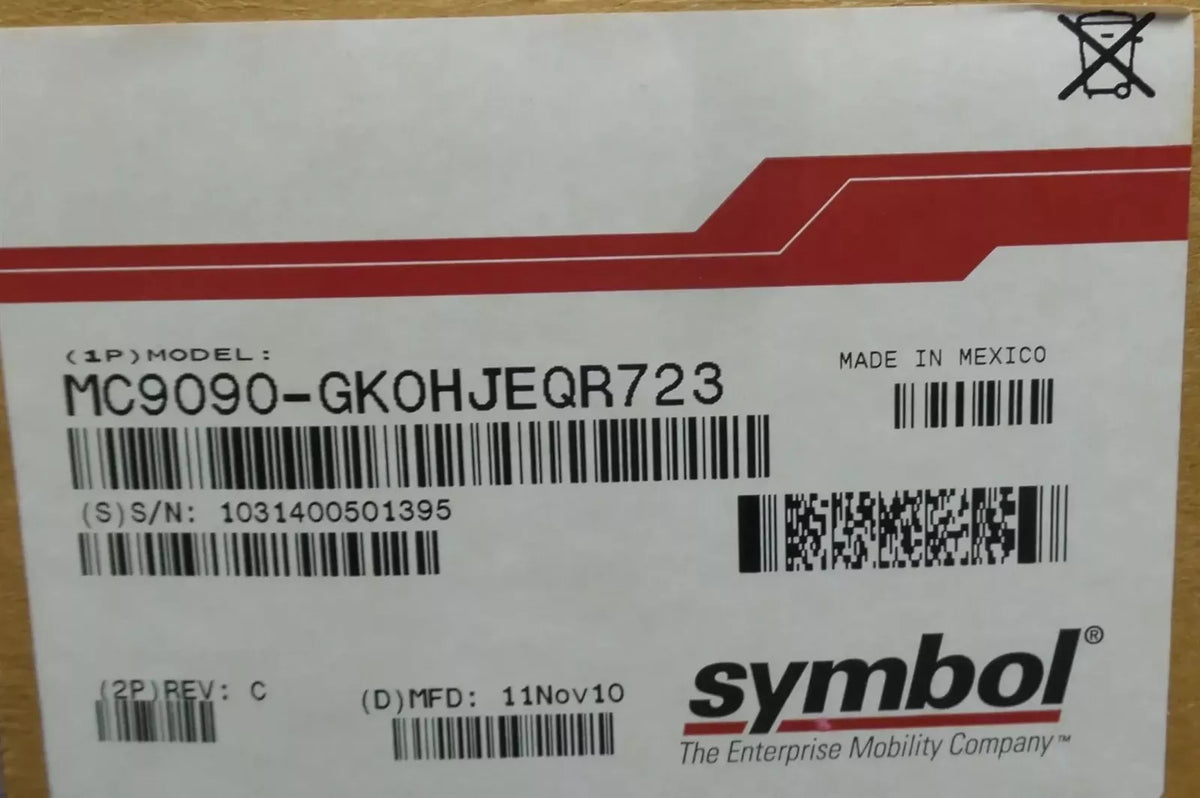 (1P)MODEL:
MC9090-GK0HJEQR723
MADE IN MEXICO
(S)S/N: 1031400501395
(2P)REV: C
(D)MFD: 11Nov10
symbol®
The Enterprise Mobility Company™